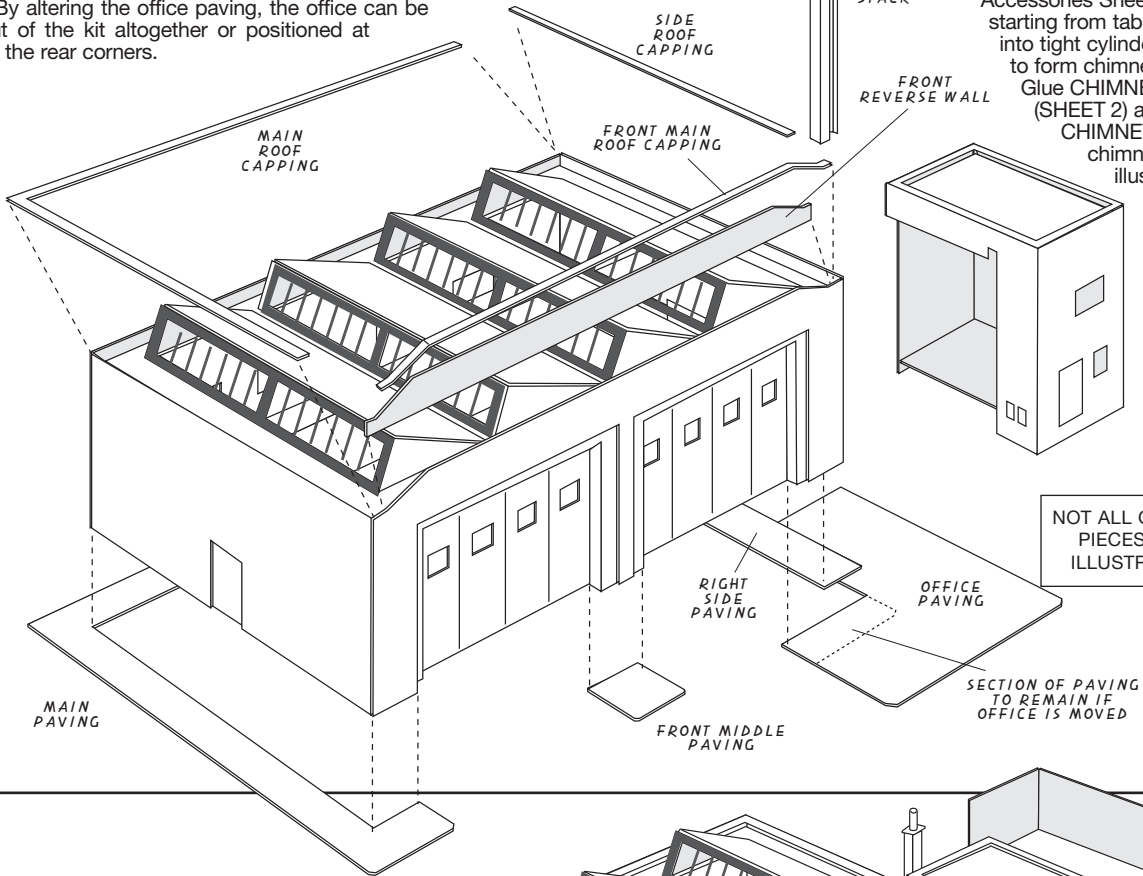 By altering the office paving, the office can be
of the kit altogether or positioned at
the rear corners.
SIDE
ROOF
CAPPING
Accessories Sheet
starting from tab
into tight cylinde
to form chimne
Glue CHIMNE
(SHEET 2) a
CHIMNE
chimn
illus
FRONT
REVERSE WALL
MAIN
ROOF
CAPPING
FRONT MAIN
ROOF CAPPING
NOT ALL
PIECES
ILLUSTR
RIGHT
SIDE
PAVING
OFFICE
PAVING
MAIN
PAVING
SECTION OF PAVING
TO REMAIN IF
OFFICE IS MOVED
FRONT MIDDLE
PAVING